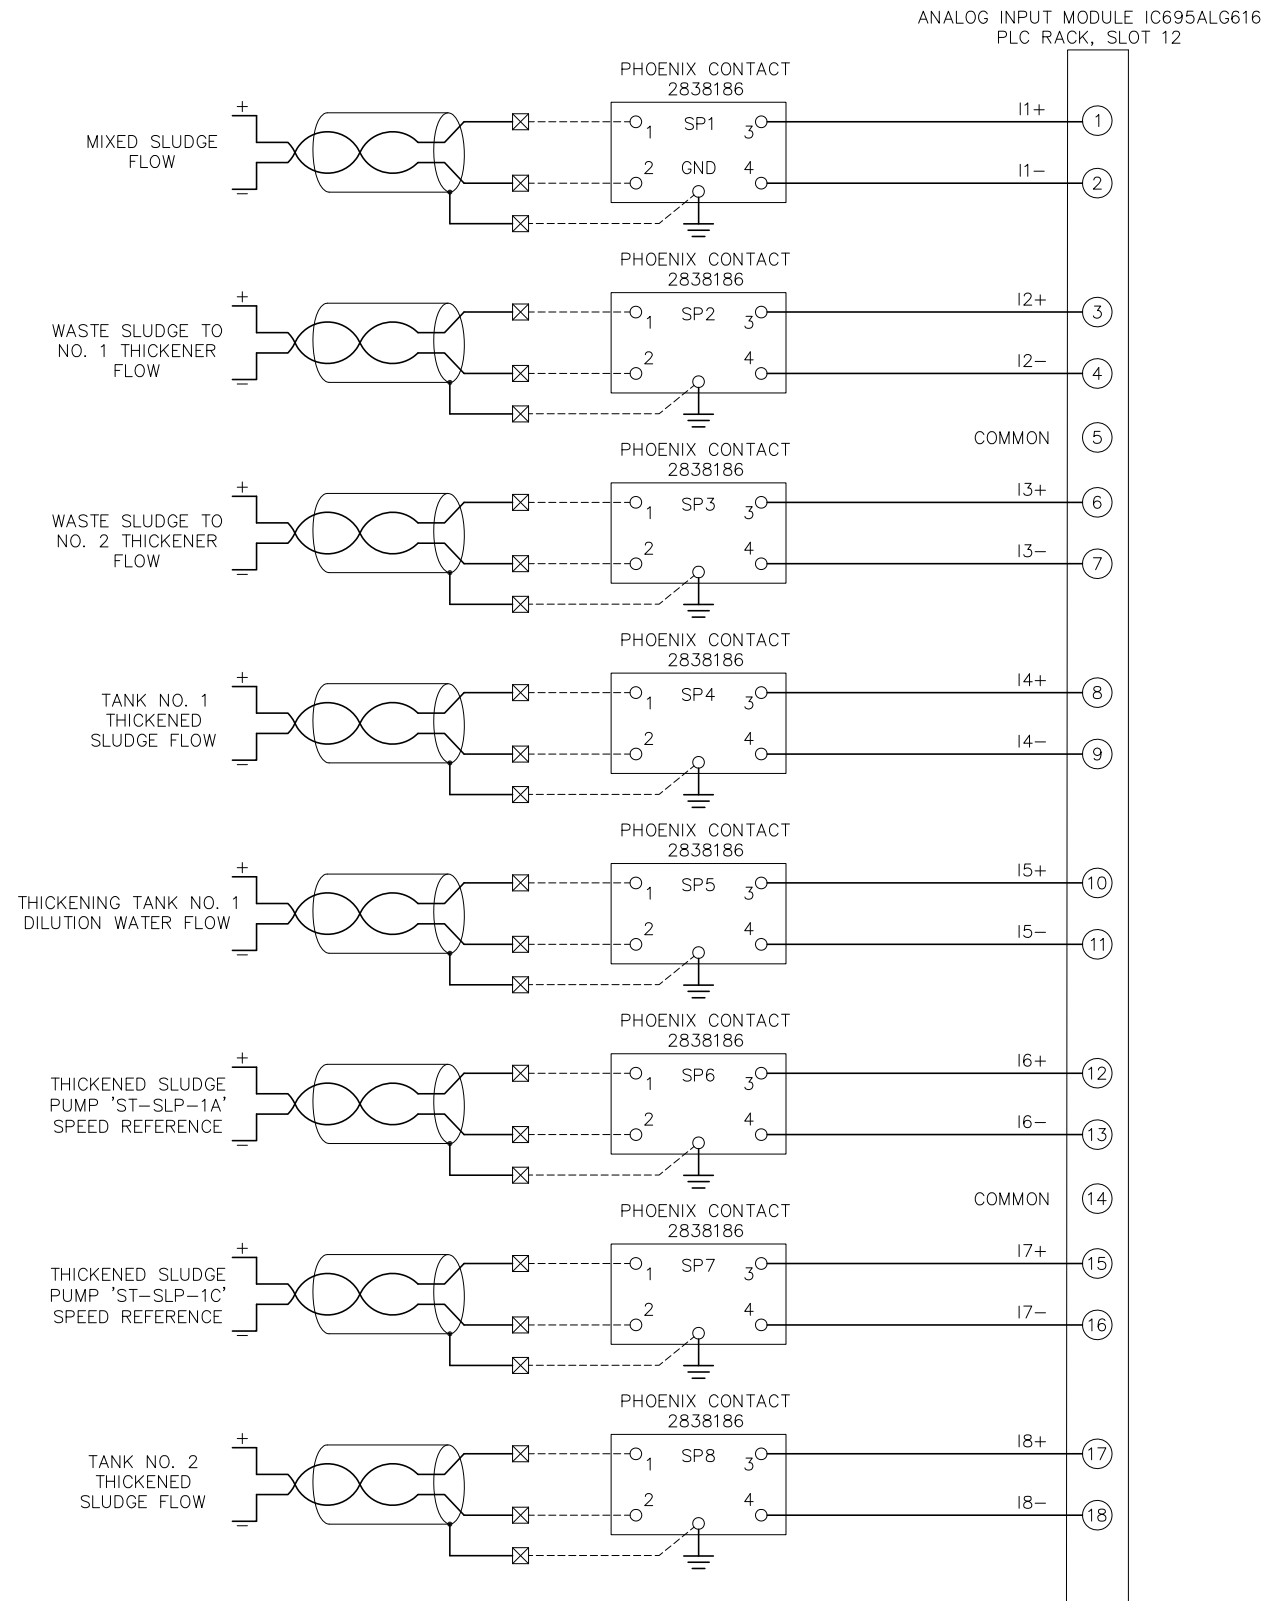 ANALOG INPUT MODULE IC695ALG616
PLC RACK, SLOT 12
PHOENIX CONTACT
2838186
MIXED SLUDGE
FLOW
+
−
1 SP1 3
2 GND 4
I1+ 1
I1− 2
PHOENIX CONTACT
2838186
WASTE SLUDGE TO
NO. 1 THICKENER
FLOW
+
−
1 SP2 3
2 4
I2+ 3
I2− 4
COMMON 5
PHOENIX CONTACT
2838186
WASTE SLUDGE TO
NO. 2 THICKENER
FLOW
+
−
1 SP3 3
2 4
I3+ 6
I3− 7
PHOENIX CONTACT
2838186
TANK NO. 1
THICKENED
SLUDGE FLOW
+
−
1 SP4 3
2 4
I4+ 8
I4− 9
PHOENIX CONTACT
2838186
THICKENING TANK NO. 1
DILUTION WATER FLOW
+
−
1 SP5 3
2 4
I5+ 10
I5− 11
PHOENIX CONTACT
2838186
THICKENED SLUDGE
PUMP 'ST−SLP−1A'
SPEED REFERENCE
+
−
1 SP6 3
2 4
I6+ 12
I6− 13
COMMON 14
PHOENIX CONTACT
2838186
THICKENED SLUDGE
PUMP 'ST−SLP−1C'
SPEED REFERENCE
+
−
1 SP7 3
2 4
I7+ 15
I7− 16
PHOENIX CONTACT
2838186
TANK NO. 2
THICKENED
SLUDGE FLOW
+
−
1 SP8 3
2 4
I8+ 17
I8− 18